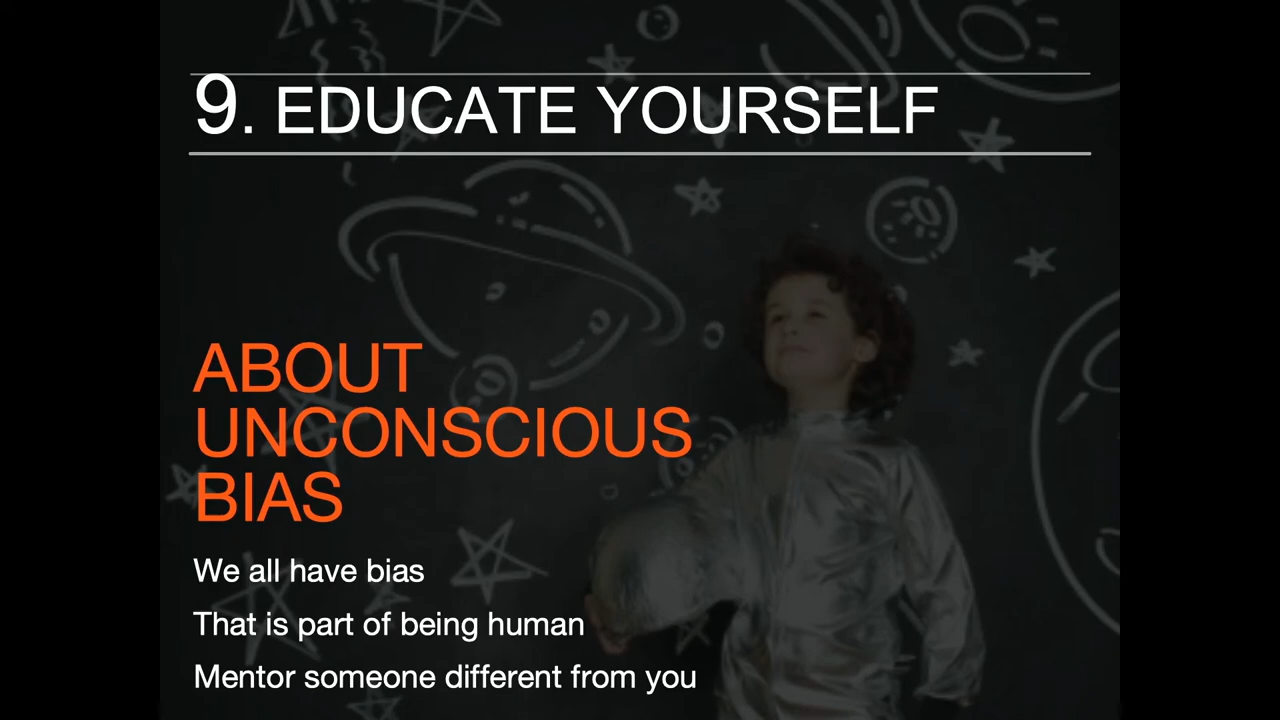 9. EDUCATE YOURSELF
ABOUT
UNCONSCIOUS
BIAS
We all have bias
That is part of being human
Mentor someone different from you